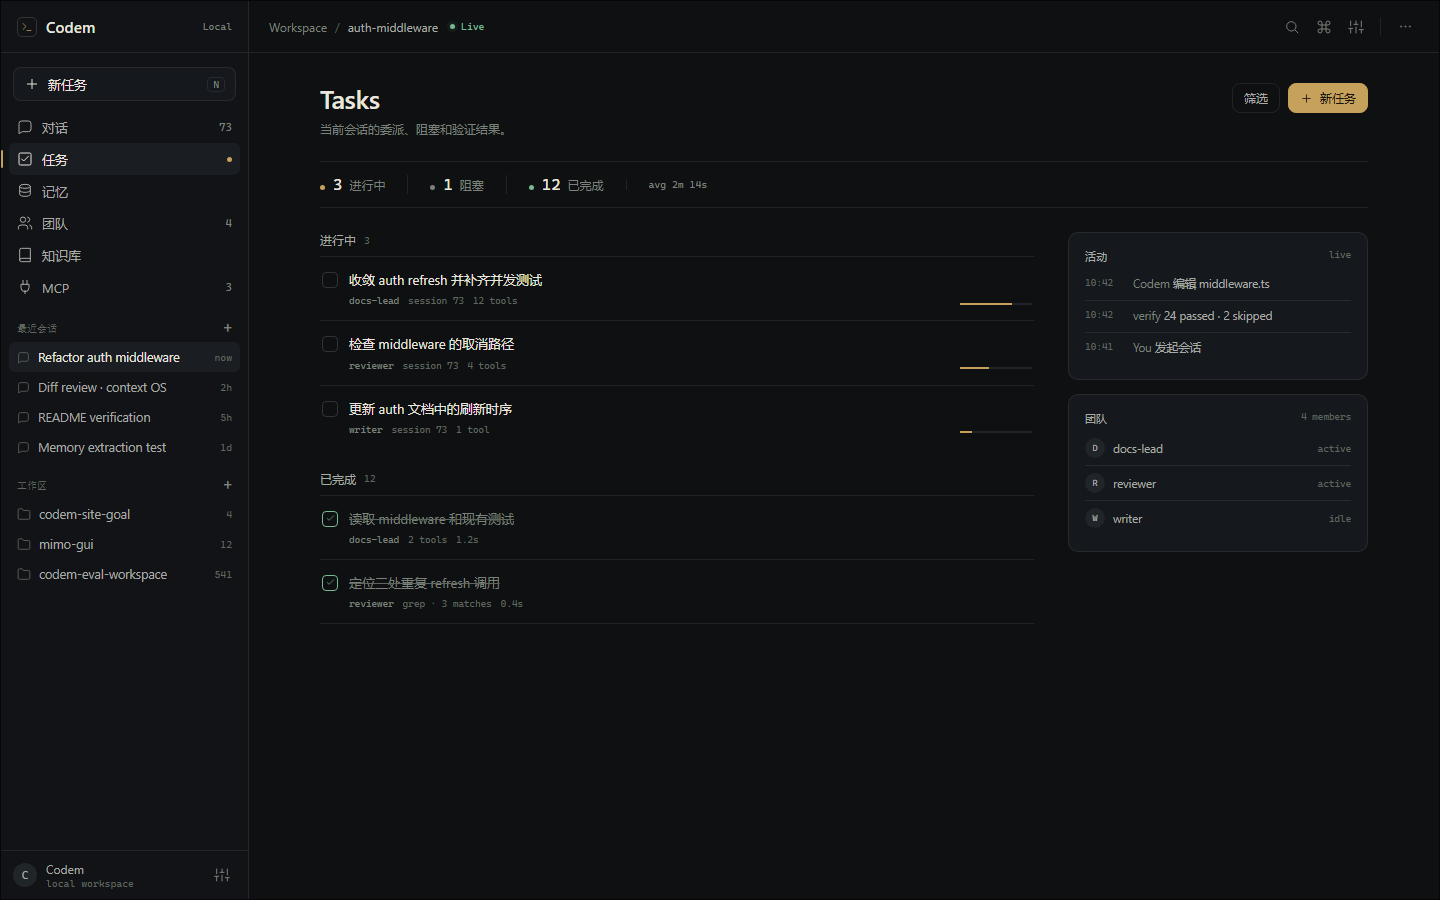 Codem Local
Workspace / auth-middleware Live
新任务 N
对话 73
任务
记忆
团队 4
知识库
MCP 3
最近会话 +
Refactor auth middleware now
Diff review · context OS 2h
README verification 5h
Memory extraction test 1d
工作区 +
codem-site-goal 4
mimo-gui 12
codem-eval-workspace 541
C Codem
local workspace
Tasks
当前会话的委派、阻塞和验证结果。
筛选
+ 新任务
3 进行中 1 阻塞 12 已完成 avg 2m 14s
进行中 3
收敛 auth refresh 并补齐并发测试
docs-lead session 73 12 tools
检查 middleware 的取消路径
reviewer session 73 4 tools
更新 auth 文档中的刷新时序
writer session 73 1 tool
已完成 12
读取 middleware 和现有测试
docs-lead 2 tools 1.2s
定位三处重复 refresh 调用
reviewer grep · 3 matches 0.4s
活动 live
10:42 Codem 编辑 middleware.ts
10:42 verify 24 passed · 2 skipped
10:41 You 发起会话
团队 4 members
D docs-lead active
R reviewer active
W writer idle